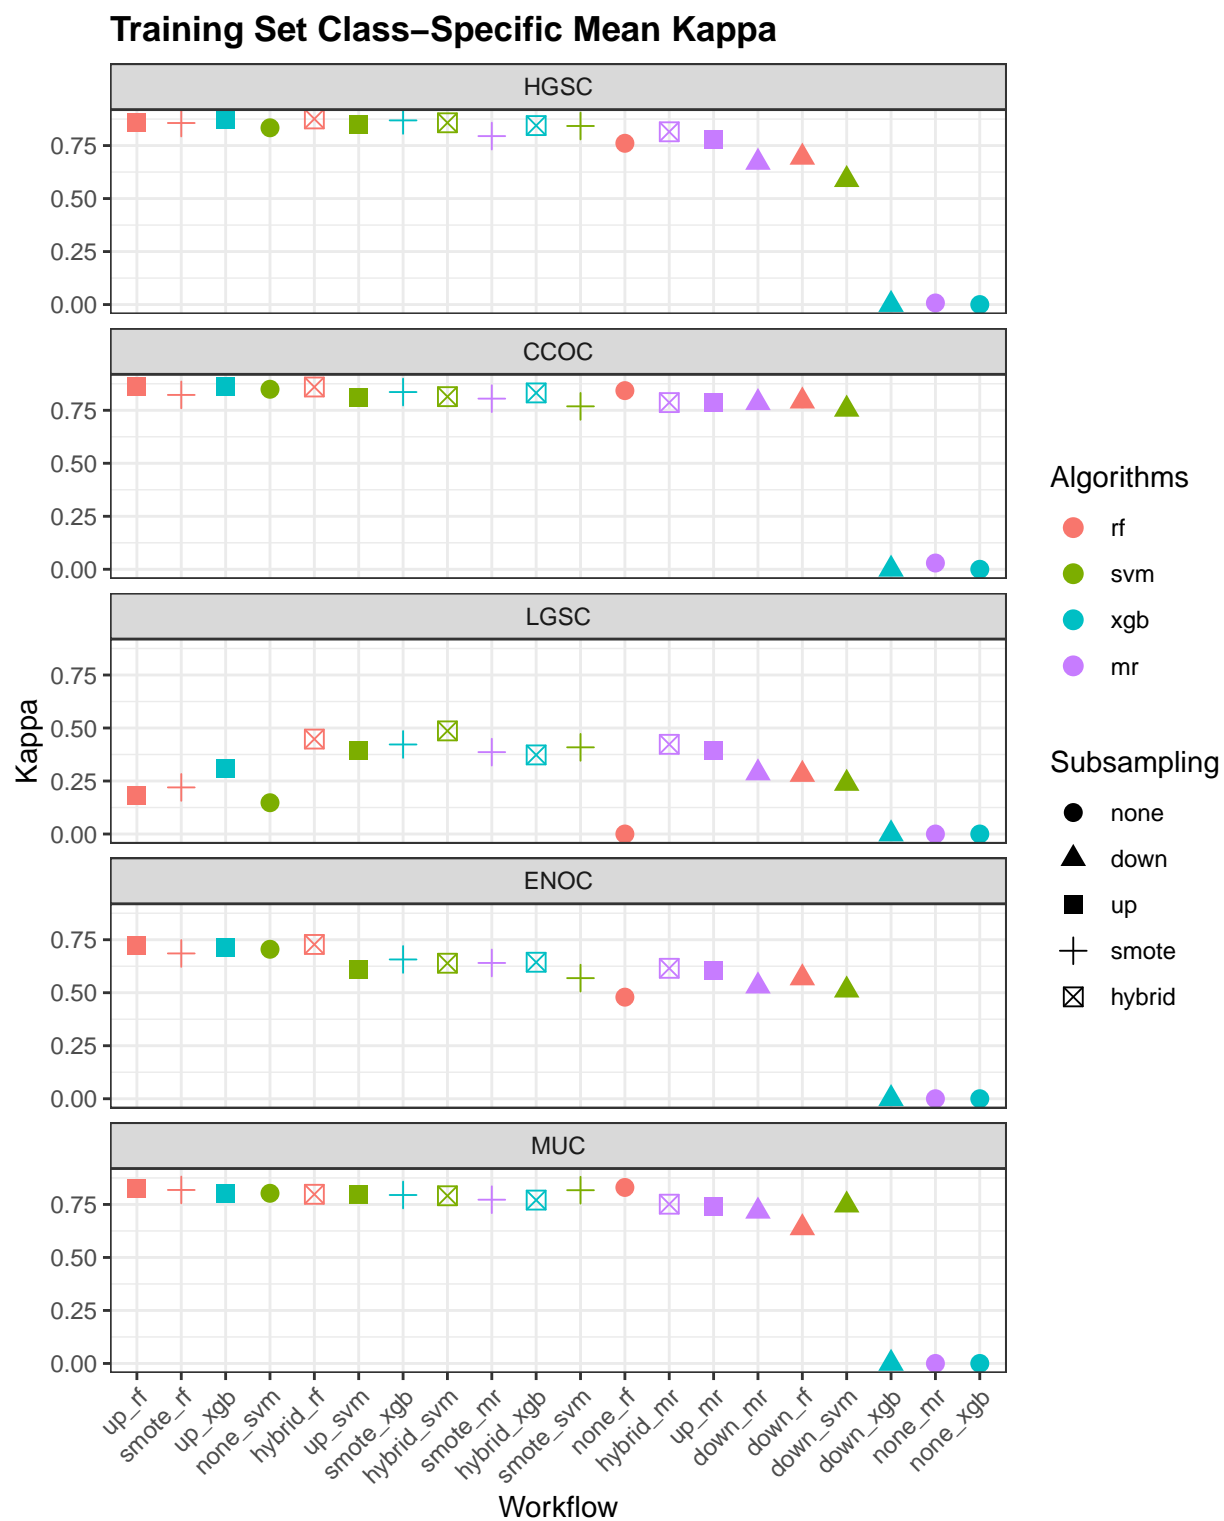 Training Set Class−Specific Mean Kappa
HGSC
0.75
0.50
0.25
0.00
CCOC
0.75
0.50
0.25
0.00
LGSC
0.75
0.50
0.25
0.00
ENOC
0.75
0.50
0.25
0.00
MUC
0.75
0.50
0.25
0.00
Kappa
up_rf
smote_rf
up_xgb
none_svm
hybrid_rf
up_svm
smote_xgb
hybrid_svm
smote_mr
hybrid_xgb
smote_svm
none_rf
hybrid_mr
up_mr
down_mr
down_rf
down_svm
down_xgb
none_mr
none_xgb
Workflow
Algorithms
rf
svm
xgb
mr
Subsampling
none
down
up
smote
hybrid